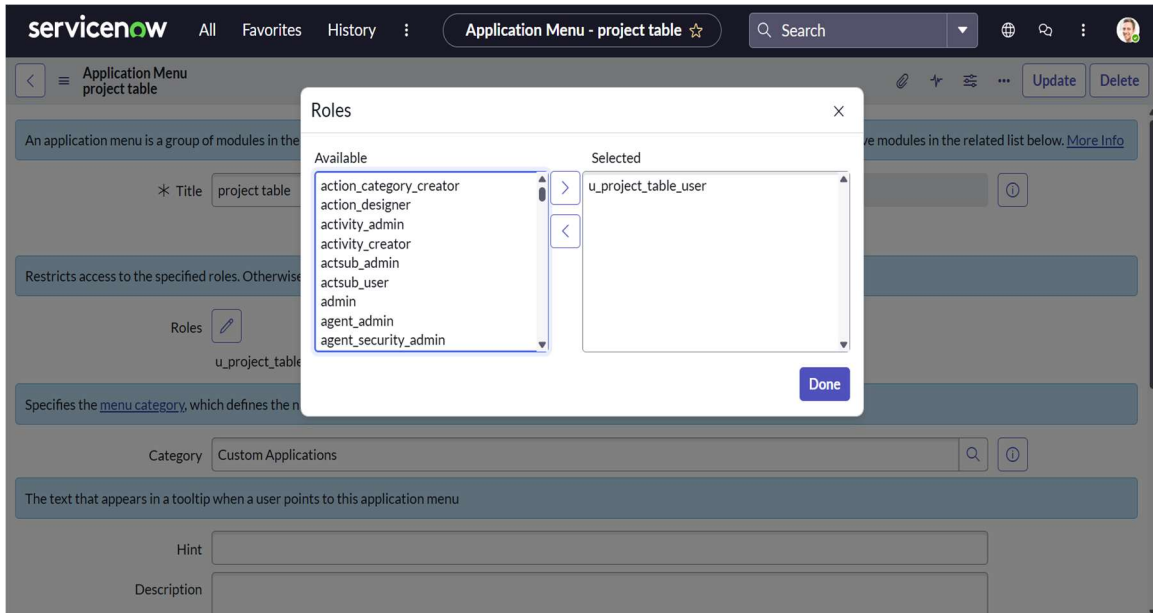 servicenow All Favorites History Application Menu - project table Search
Application Menu
project table
Update Delete
Roles
An application menu is a group of modules in the
ve modules in the related list below. More Info
Available Selected
Title project table
action_category_creator
action_designer
activity_admin
activity_creator
actsub_admin
actsub_user
admin
agent_admin
agent_security_admin
u_project_table_user
Restricts access to the specified roles. Otherwise
Roles
u_project_table
Done
Specifies the menu category, which defines the n
Category Custom Applications
The text that appears in a tooltip when a user points to this application menu
Hint
Description